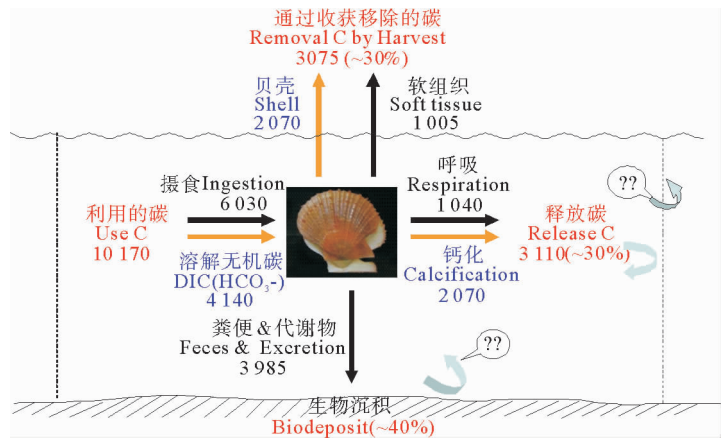 通过收获移除的碳
Removal C by Harvest
3075 (~30%)
贝壳
Shell
2 070
软组织
Soft tissue
1 005
摄食Ingestion
6 030
利用的碳
Use C
10 170
溶解无机碳
DIC(HCO₃-)
4 140
呼吸
Respiration
1 040
钙化
Calcification
2 070
??
释放碳
Release C
3 110(~30%)
粪便&代谢物
Feces & Excretion
3 985
??
生物沉积
Biodeposit(~40%)